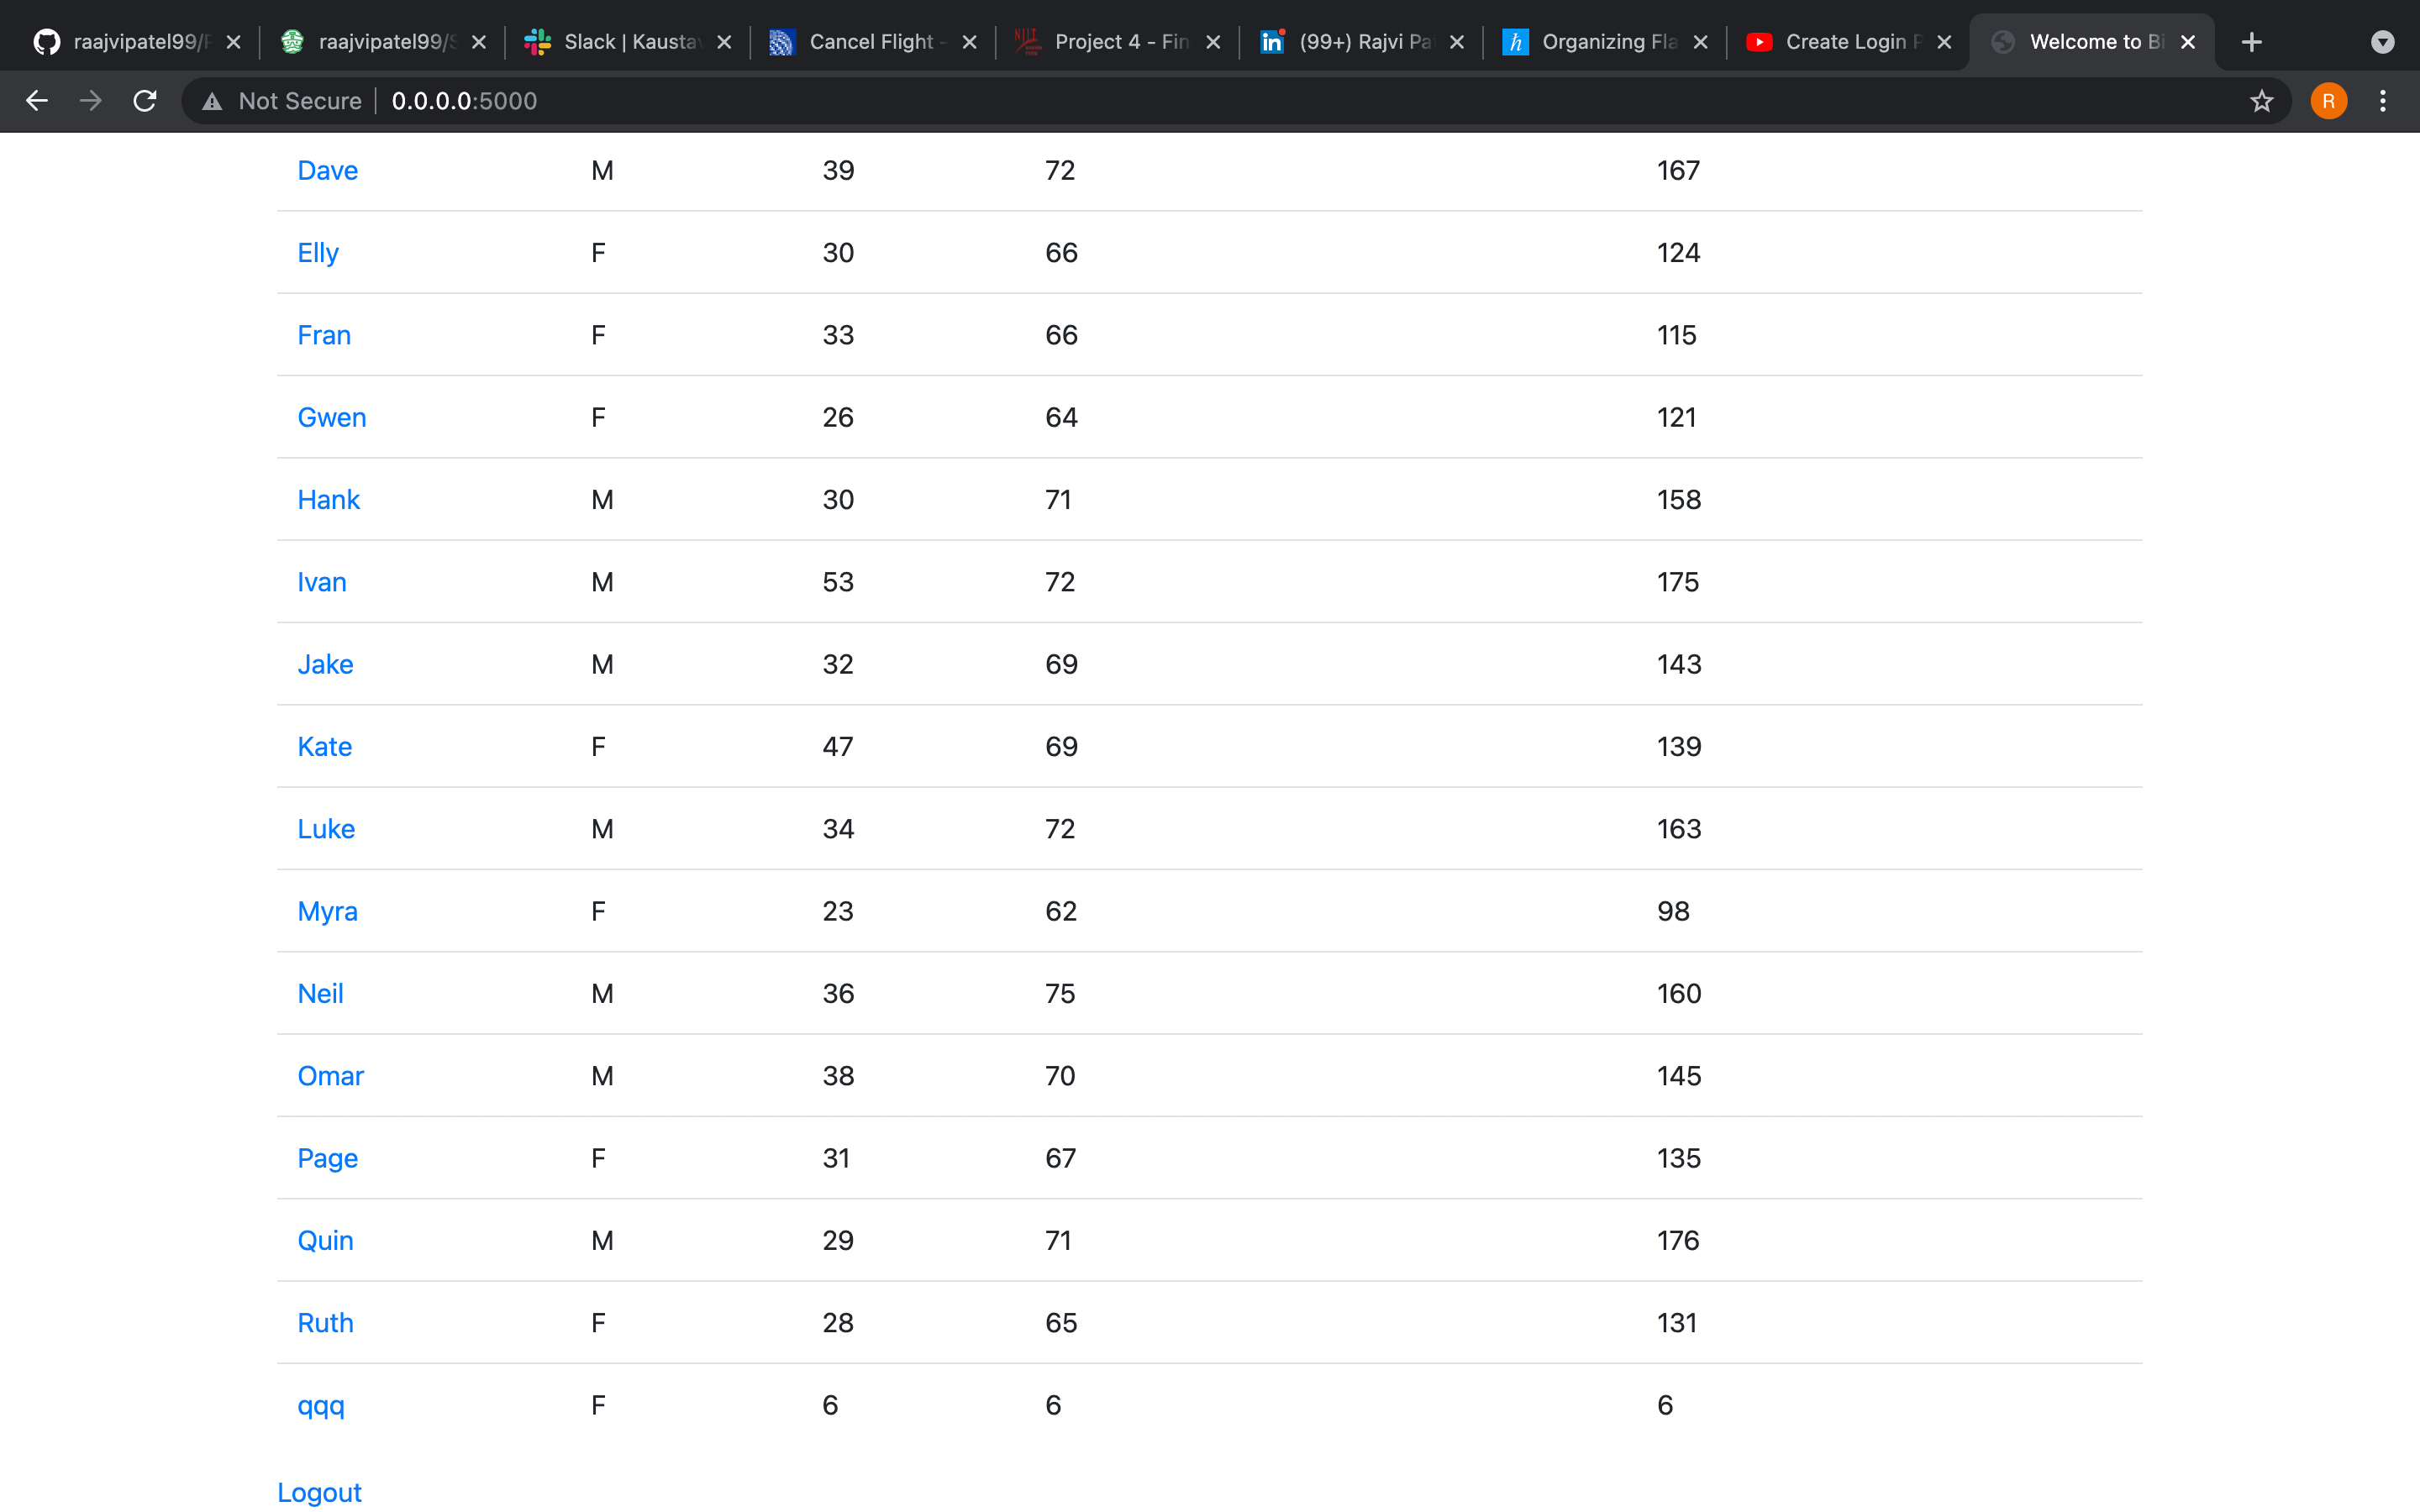 raajvipatel99/F raajvipatel99/S Slack | Kausta Cancel Flight - Project 4 - Fin (99+) Rajvi Pa Organizing Fla Create Login P Welcome to Bi
Not Secure 0.0.0.0:5000 R
Dave M 39 72 167
Elly F 30 66 124
Fran F 33 66 115
Gwen F 26 64 121
Hank M 30 71 158
Ivan M 53 72 175
Jake M 32 69 143
Kate F 47 69 139
Luke M 34 72 163
Myra F 23 62 98
Neil M 36 75 160
Omar M 38 70 145
Page F 31 67 135
Quin M 29 71 176
Ruth F 28 65 131
qqq F 6 6 6
Logout